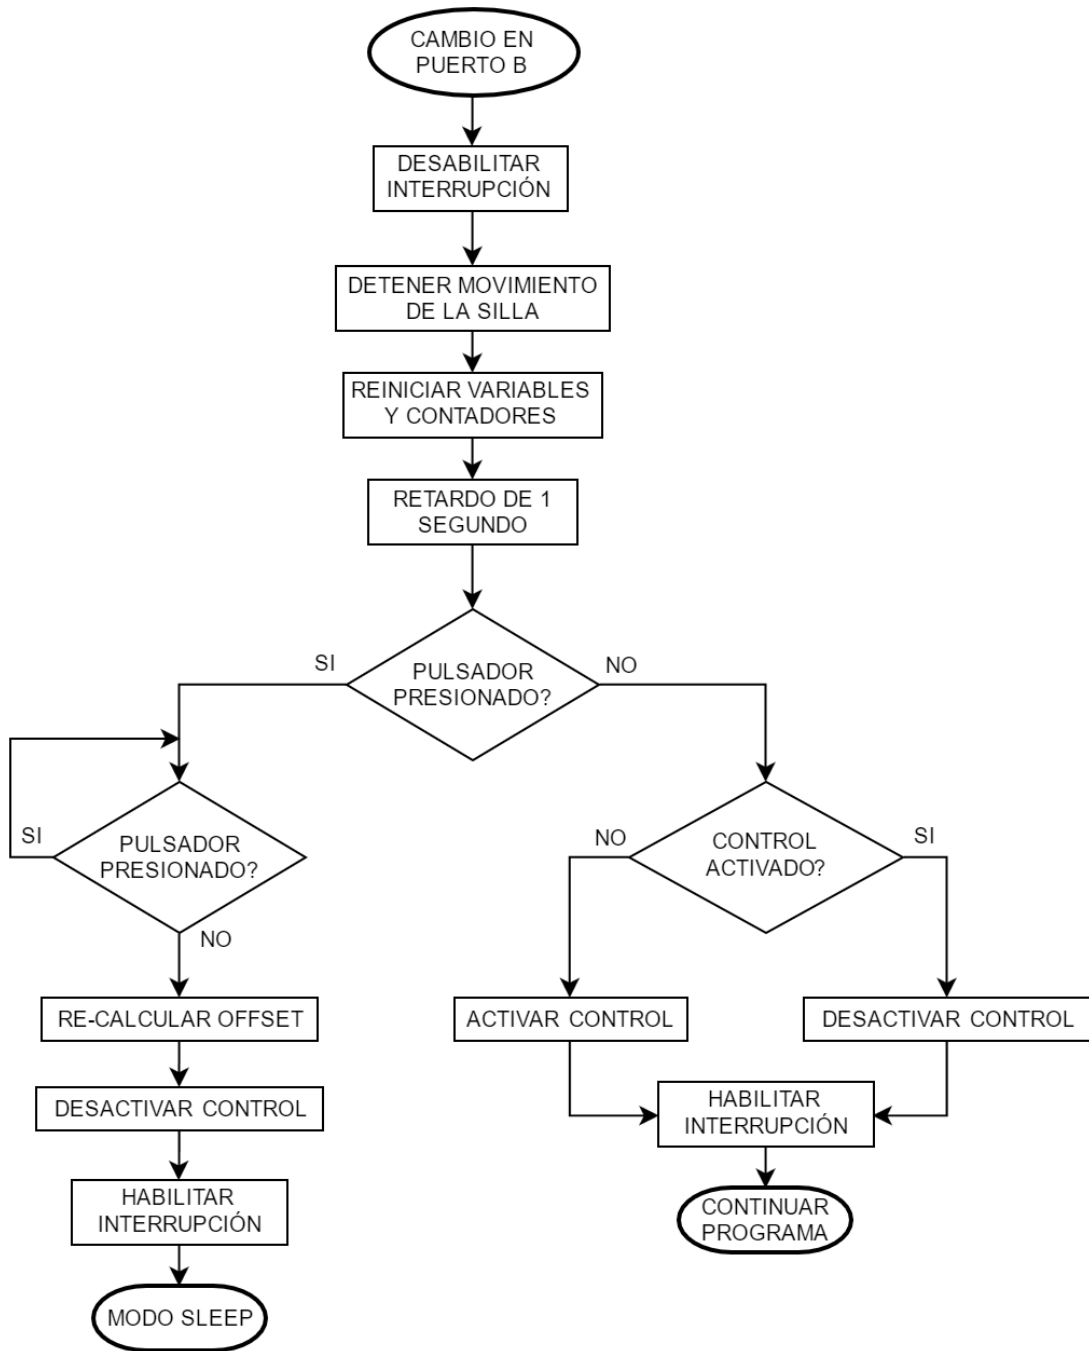 CAMBIO EN
PUERTO B
DESABILITAR
INTERRUPCIÓN
DETENER MOVIMIENTO
DE LA SILLA
REINICIAR VARIABLES
Y CONTADORES
RETARDO DE 1
SEGUNDO
SI
PULSADOR
PRESIONADO?
NO
SI
PULSADOR
PRESIONADO?
NO
NO
CONTROL
ACTIVADO?
SI
RE-CALCULAR OFFSET
DESACTIVAR CONTROL
HABILITAR
INTERRUPCIÓN
MODO SLEEP
ACTIVAR CONTROL
DESACTIVAR CONTROL
HABILITAR
INTERRUPCIÓN
CONTINUAR
PROGRAMA